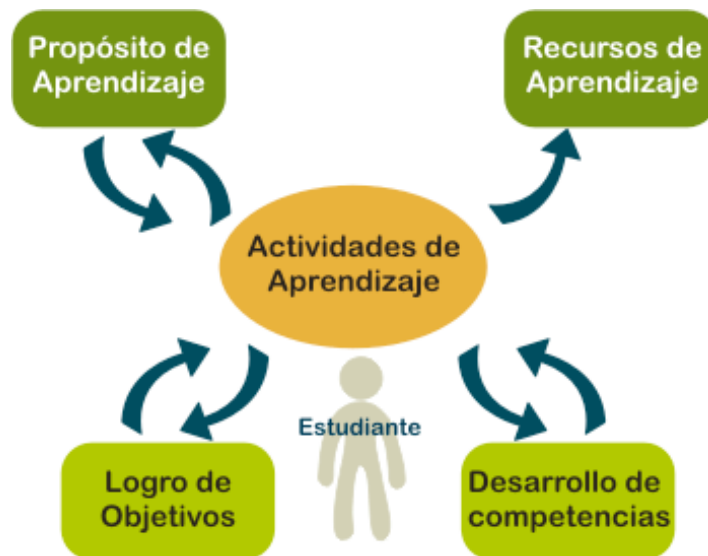 Propósito de
Aprendizaje
Recursos de
Aprendizaje
Actividades de
Aprendizaje
Estudiante
Logro de
Objetivos
Desarrollo de
competencias